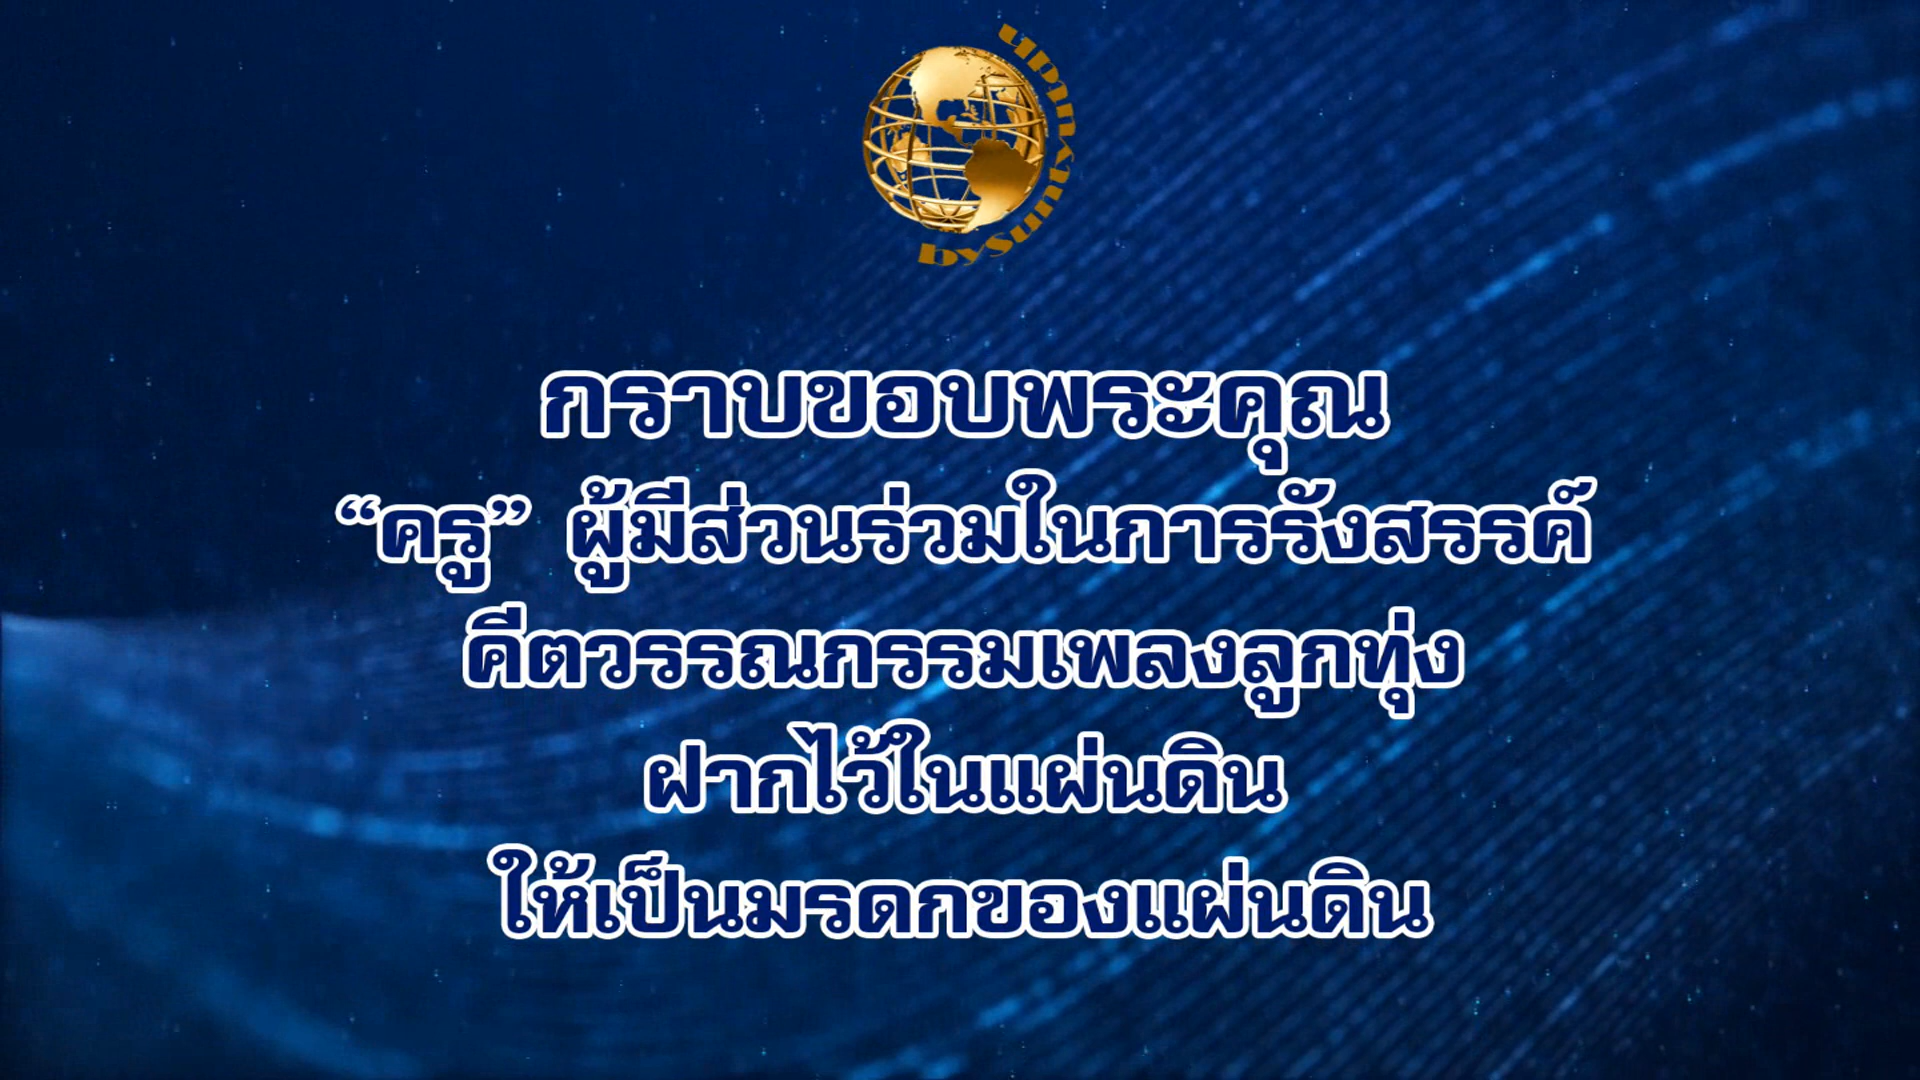 กราบขอบพระคุณ
“ครู” ผู้มีส่วนร่วมในการรังสรรค์
คีตวรรณกรรมเพลงลูกทุ่ง
ฝากไว้ในแผ่นดิน
ให้เป็นมรดกของแผ่นดิน